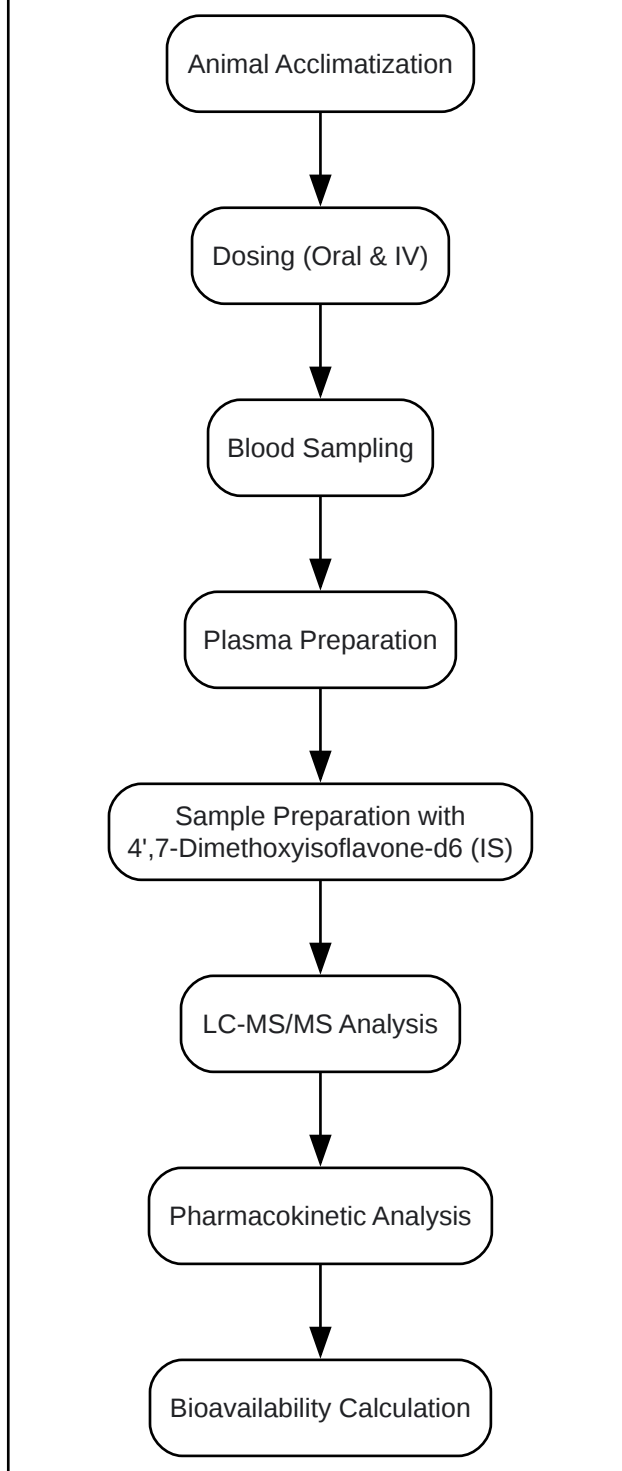 Animal Acclimatization
Dosing (Oral & IV)
Blood Sampling
Plasma Preparation
Sample Preparation with
4',7-Dimethoxyisoflavone-d6 (IS)
LC-MS/MS Analysis
Pharmacokinetic Analysis
Bioavailability Calculation